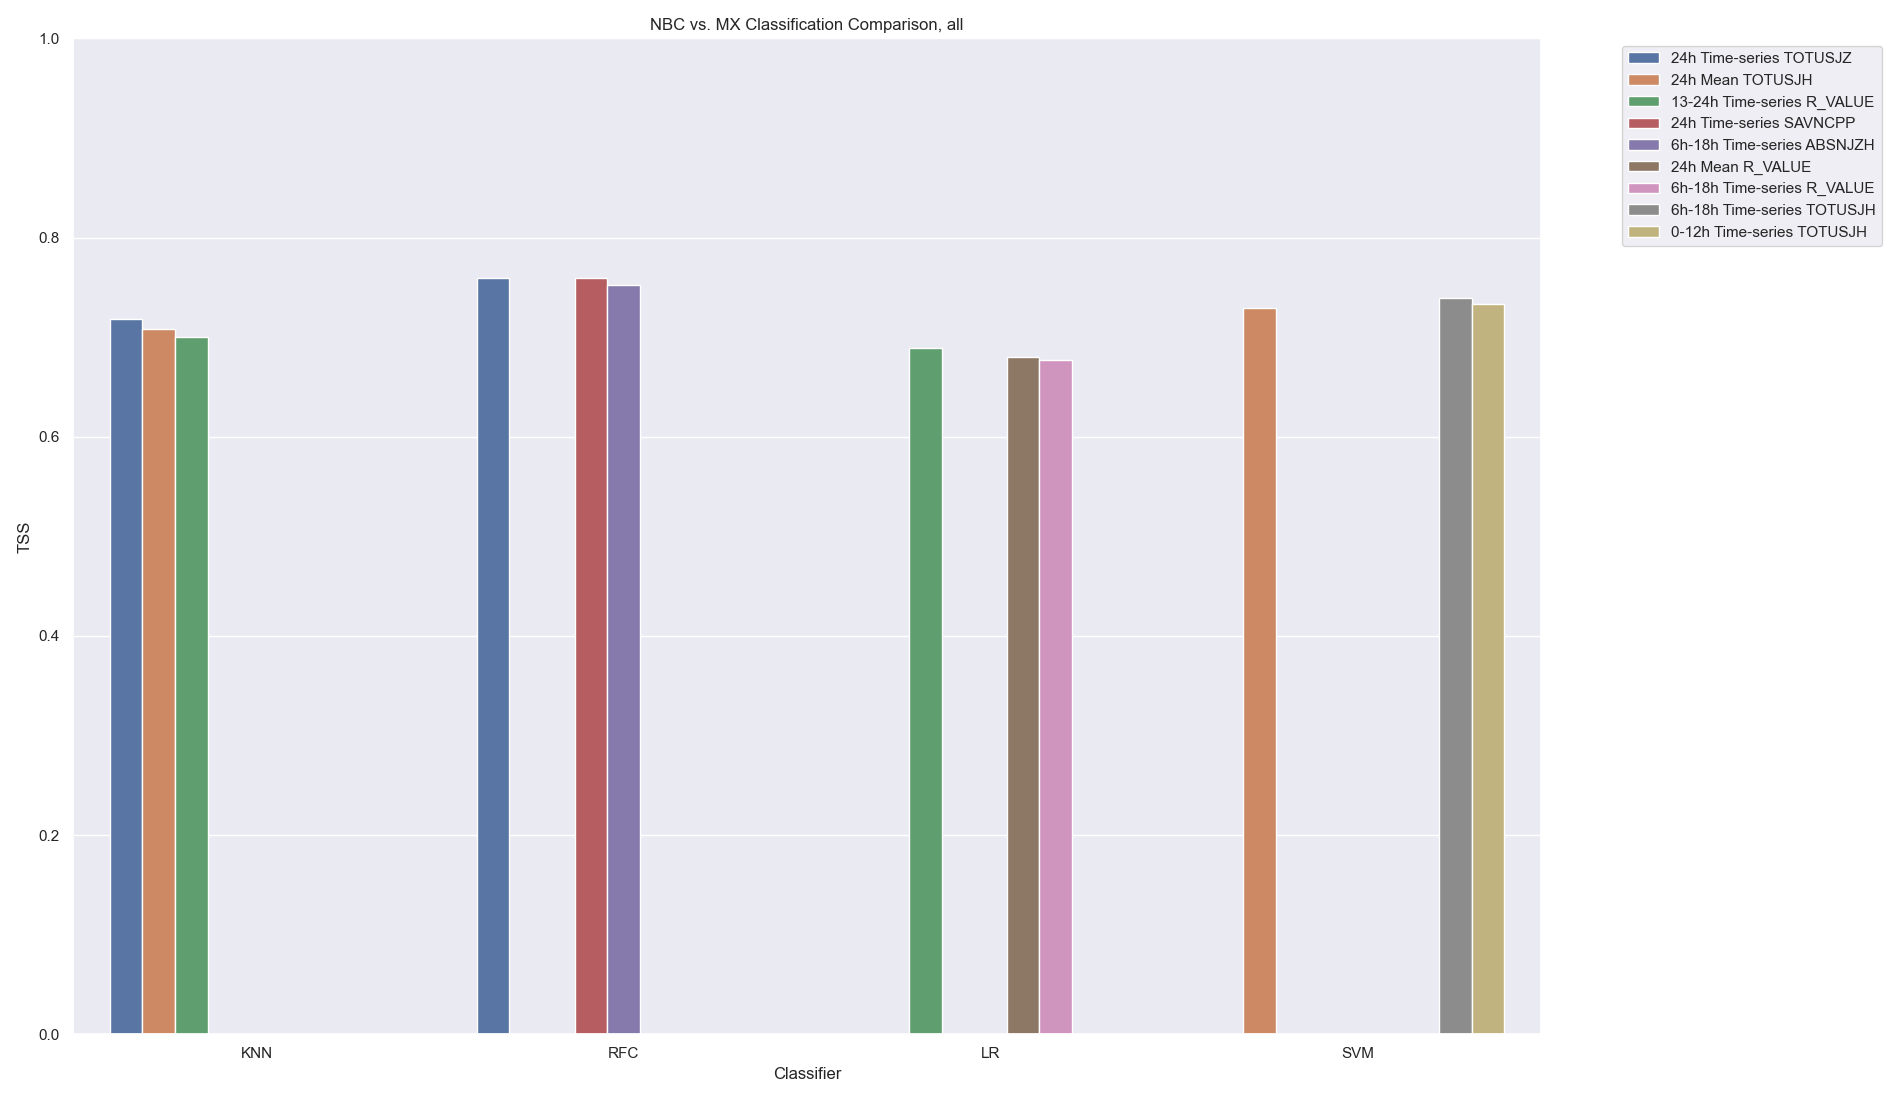 NBC vs. MX Classification Comparison, all
1.0
0.8
0.6
0.4
0.2
0.0
TSS
KNN
RFC
LR
SVM
Classifier
24h Time-series TOTUSJZ
24h Mean TOTUSJH
13-24h Time-series R_VALUE
24h Time-series SAVNCPP
6h-18h Time-series ABSNJZH
24h Mean R_VALUE
6h-18h Time-series R_VALUE
6h-18h Time-series TOTUSJH
0-12h Time-series TOTUSJH